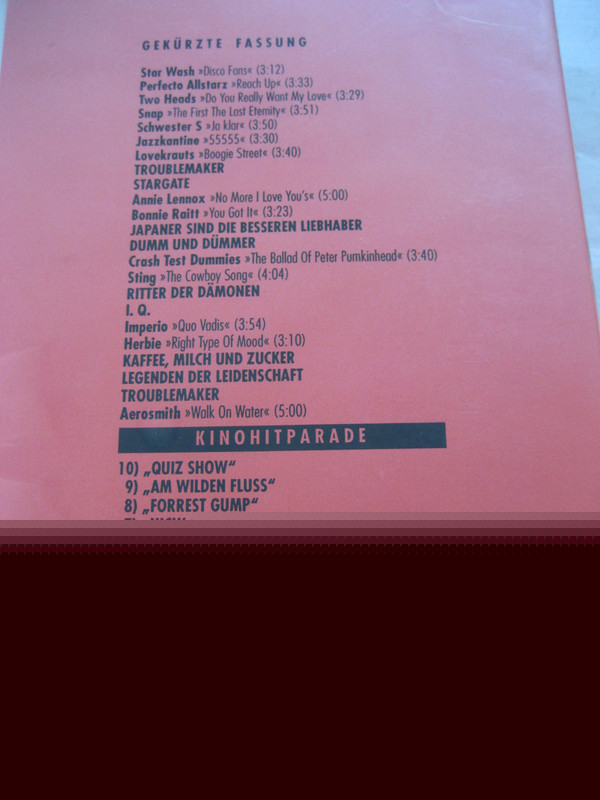 GEKÜRZTE FASSUNG
Star Wash »Disco Fans« (3:12)
Perfecto Allstarz »Reach Up« (3:33)
Two Heads »Do You Really Want My Love« (3:29)
Snap »The First The Last Eternity« (3:51)
Schwester S »Ja klar« (3:50)
Jazzkantine »55555« (3:30)
Lovekrauts »Boogie Street« (3:40)
TROUBLEMAKER
STARGATE
Annie Lennox »No More I Love You's« (5:00)
Bonnie Raitt »You Got It« (3:23)
JAPANER SIND DIE BESSEREN LIEBHABER
DUMM UND DÜMMER
Crash Test Dummies »The Ballad Of Peter Pumkinhead« (3:40)
Sting »The Cowboy Song« (4:04)
RITTER DER DÄMONEN
I. Q.
Imperio »Quo Vadis« (3:54)
Herbie »Right Type Of Mood« (3:10)
KAFFEE, MILCH UND ZUCKER
LEGENDEN DER LEIDENSCHAFT
TROUBLEMAKER
Aerosmith »Walk On Water« (5:00)
KINOHITPARADE
10) „QUIZ SHOW“
9) „AM WILDEN FLUSS“
8) „FORREST GUMP“